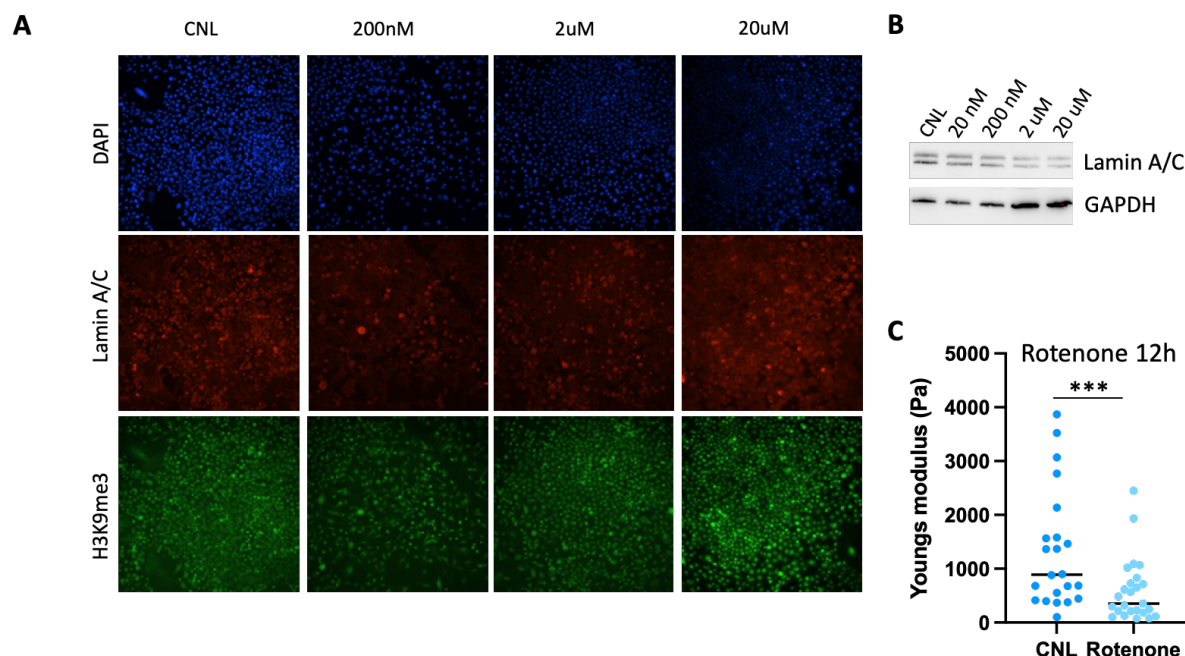 A
CNL 200nM 2uM 20uM
DAPI
Lamin A/C
H3K9me3
B
CNL 20 nM 200 nM 2 uM 20 uM
Lamin A/C
GAPDH
C
Rotenone 12h
***
Youngs modulus (Pa)
5000
4000
3000
2000
1000
0
CNL Rotenone